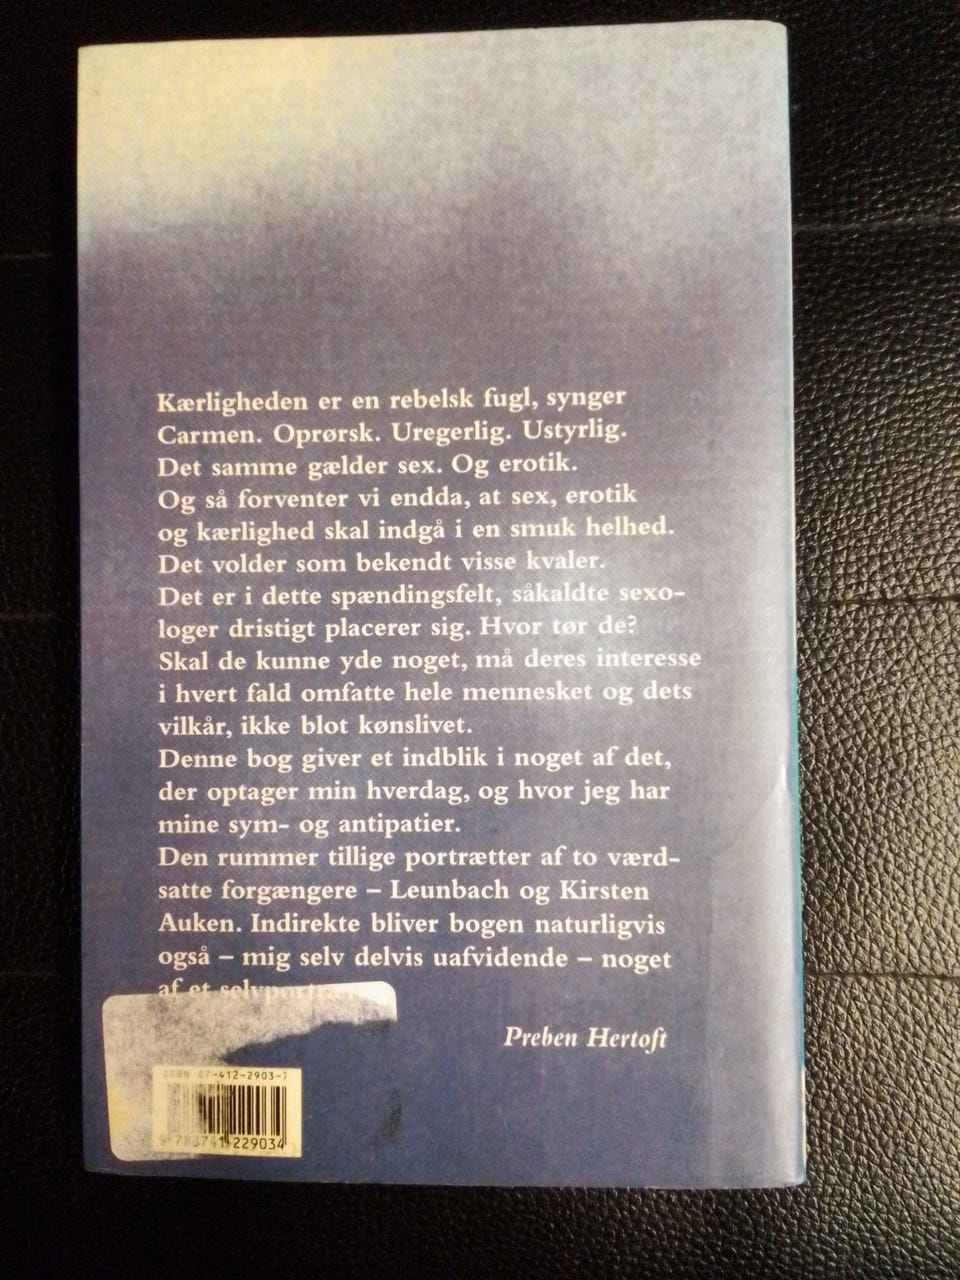 Kærligheden er en rebelsk fugl, synger
Carmen. Oprørsk. Uregerlig. Ustyrlig.
Det samme gælder sex. Og erotik.
Og så forventer vi endda, at sex, erotik
og kærlighed skal indgå i en smuk helhed.
Det volder som bekendt visse kvaler.
Det er i dette spændingsfelt, såkaldte sexo-
loger dristigt placerer sig. Hvor tør de?
Skal de kunne yde noget, må deres interesse
i hvert fald omfatte hele mennesket og dets
vilkår, ikke blot kønslivet.
Denne bog giver et indblik i noget af det,
der optager min hverdag, og hvor jeg har
mine sym- og antipatier.
Den rummer tillige portrætter af to værd-
satte forgængere – Leunbach og Kirsten
Auken. Indirekte bliver bogen naturligvis
også – mig selv delvis uafvidende – noget
af et
Preben Hertoft
ISBN 87-412-2903-7
9 788741 229034